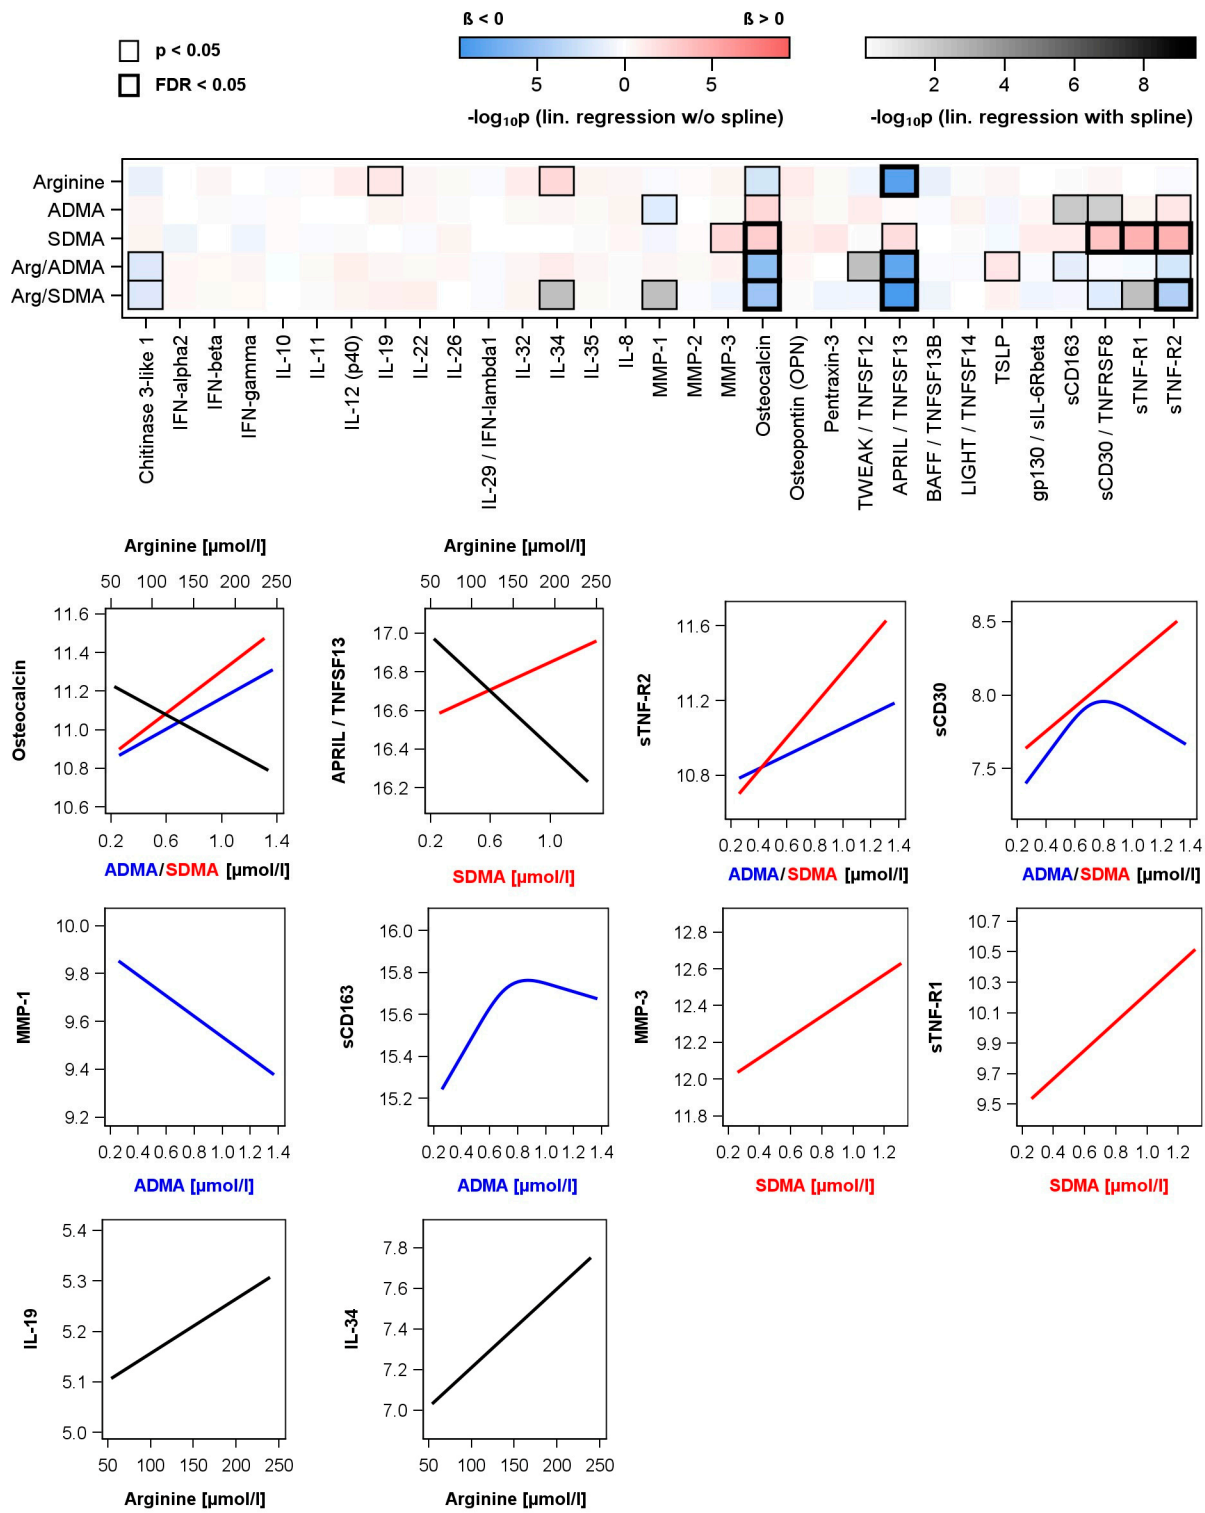 ß < 0 ß > 0
p < 0.05
FDR < 0.05
5 0 5
2 4 6 8
-log₁₀p (lin. regression w/o spline)
-log₁₀p (lin. regression with spline)
Arginine
ADMA
SDMA
Arg/ADMA
Arg/SDMA
Chitinase 3-like 1
IFN-alpha2
IFN-beta
IFN-gamma
IL-10
IL-11
IL-12 (p40)
IL-19
IL-22
IL-26
IL-29 / IFN-lambda1
IL-32
IL-34
IL-35
IL-8
MMP-1
MMP-2
MMP-3
Osteocalcin
Osteopontin (OPN)
Pentraxin-3
TWEAK / TNFSF12
APRIL / TNFSF13
BAFF / TNFSF13B
LIGHT / TNFSF14
TSLP
gp130 / sIL-6Rbeta
sCD163
sCD30 / TNFRSF8
sTNF-R1
sTNF-R2
Arginine [µmol/l]
50 100 150 200 250
Osteocalcin
11.6
11.4
11.2
11.0
10.8
10.6
0.2 0.6 1.0 1.4
ADMA/SDMA [µmol/l]
Arginine [µmol/l]
50 100 150 200 250
APRIL / TNFSF13
17.0
16.8
16.6
16.4
16.2
0.2 0.6 1.0
SDMA [µmol/l]
sTNF-R2
11.6
11.2
10.8
0.2 0.4 0.6 0.8 1.0 1.2 1.4
ADMA/SDMA [µmol/l]
sCD30
8.5
8.0
7.5
0.2 0.4 0.6 0.8 1.0 1.2 1.4
ADMA/SDMA [µmol/l]
MMP-1
10.0
9.8
9.6
9.4
9.2
0.2 0.4 0.6 0.8 1.0 1.2 1.4
ADMA [µmol/l]
sCD163
16.0
15.8
15.6
15.4
15.2
0.2 0.4 0.6 0.8 1.0 1.2 1.4
ADMA [µmol/l]
MMP-3
12.8
12.6
12.4
12.2
12.0
11.8
0.2 0.4 0.6 0.8 1.0 1.2
SDMA [µmol/l]
sTNF-R1
10.7
10.5
10.3
10.1
9.9
9.7
9.5
0.2 0.4 0.6 0.8 1.0 1.2
SDMA [µmol/l]
IL-19
5.4
5.3
5.2
5.1
5.0
50 100 150 200 250
Arginine [µmol/l]
IL-34
7.8
7.6
7.4
7.2
7.0
50 100 150 200 250
Arginine [µmol/l]